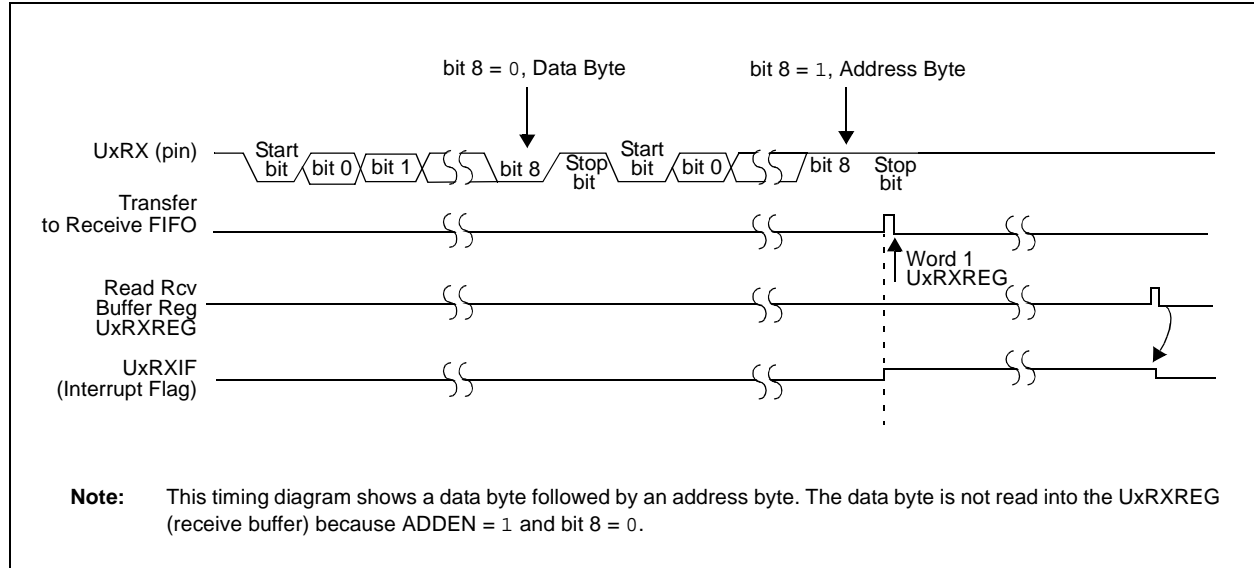 bit 8 = 0, Data Byte
bit 8 = 1, Address Byte
UxRX (pin)
Start
bit
bit 0
bit 1
bit 8
Stop
bit
Start
bit
bit 0
bit 8
Stop
bit
Transfer
to Receive FIFO
Word 1
UxRXREG
Read Rcv
Buffer Reg
UxRXREG
UxRXIF
(Interrupt Flag)
Note: This timing diagram shows a data byte followed by an address byte. The data byte is not read into the UxRXREG
(receive buffer) because ADDEN = 1 and bit 8 = 0.